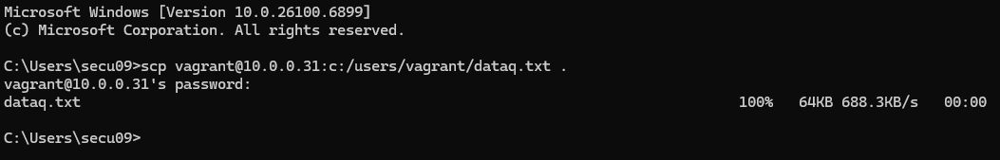 Microsoft Windows [Version 10.0.26100.6899]
(c) Microsoft Corporation. All rights reserved.
C:\Users\secu09>scp vagrant@10.0.0.31:c:/users/vagrant/dataq.txt .
vagrant@10.0.0.31's password:
dataq.txt 100% 64KB 688.3KB/s 00:00
C:\Users\secu09>